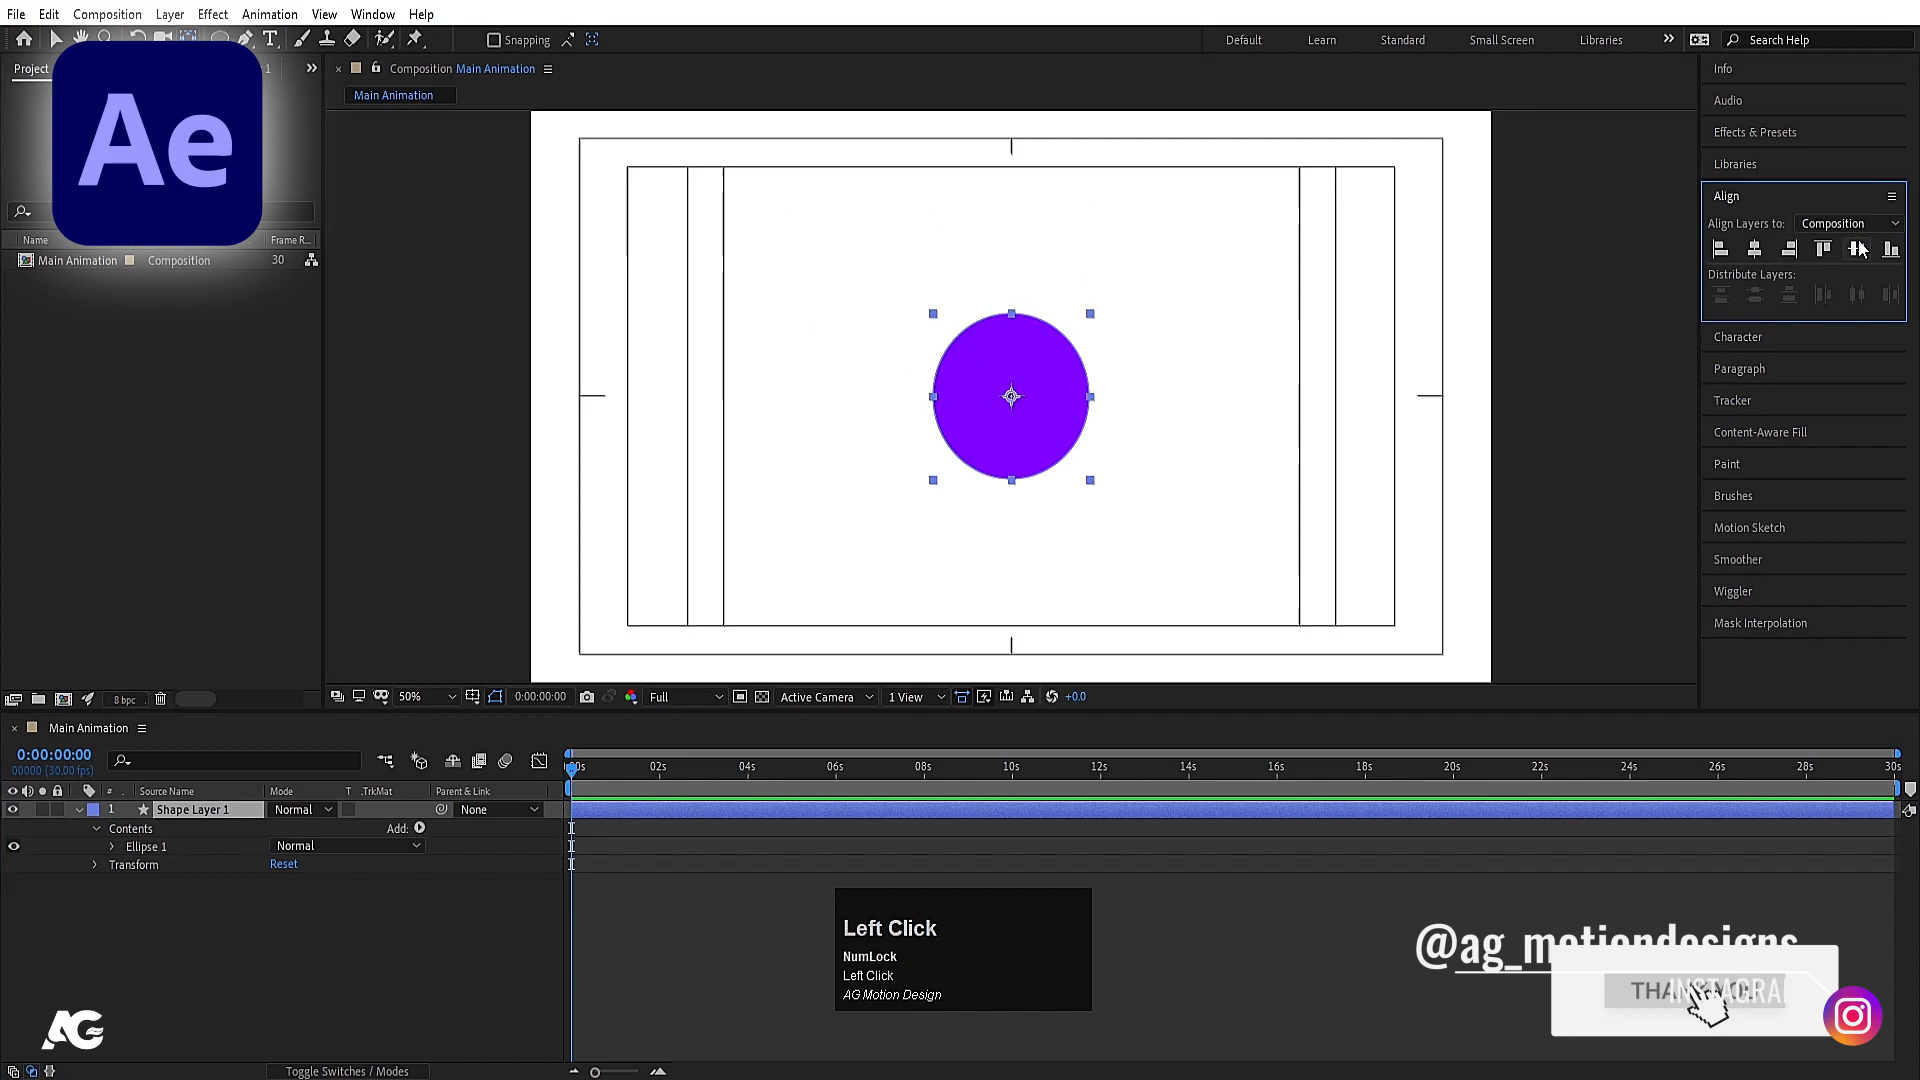 File Edit Composition Layer Effect Animation View Window Help
Snapping
Default Learn Standard Small Screen Libraries
Search Help
Project
1
Ae
Composition Main Animation
Main Animation
Name Frame R...
Main Animation Composition 30
Info
Audio
Effects & Presets
Libraries
Align
Align Layers to: Composition
Distribute Layers:
Character
Paragraph
Tracker
Content-Aware Fill
Paint
Brushes
Motion Sketch
Smoother
Wiggler
Mask Interpolation
8 bpc
50% 0:00:00:00 Full Active Camera 1 View +0.0
Main Animation
0:00:00:00
00000 (30.00 fps)
00s 02s 04s 06s 08s 10s 12s 14s 16s 18s 20s 22s 24s 26s 28s 30s
# . Source Name Mode T .TrkMat Parent & Link
1 Shape Layer 1 Normal None
Contents Add:
Ellipse 1 Normal
Transform Reset
Left Click
NumLock
Left Click
AG Motion Design
@ag_motiondesigns
INSTAGRA
AG
Toggle Switches / Modes